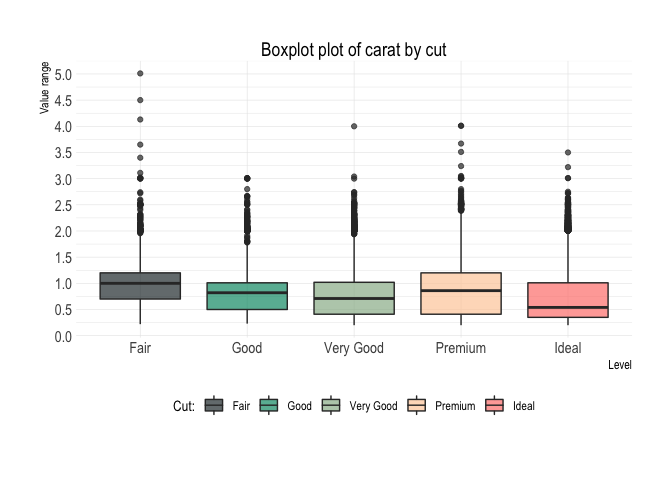 Boxplot plot of carat by cut
Value range
5.0
4.5
4.0
3.5
3.0
2.5
2.0
1.5
1.0
0.5
0.0
Fair Good Very Good Premium Ideal
Level
Cut: Fair Good Very Good Premium Ideal